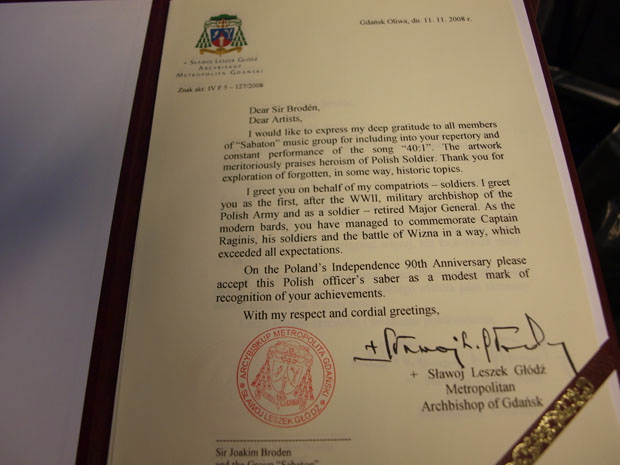 Gdańsk Oliwa, dn. 11. 11. 2008 r.
+ SŁAWOJ LESZEK GŁÓDŹ
ARCYBISKUP
METROPOLITA GDAŃSKI
Znak akt. IV F 5 – 127/2008
Dear Sir Brodén,
Dear Artists,
I would like to express my deep gratitude to all members
of “Sabaton” music group for including into your repertory and
constant performance of the song “40:1”. The artwork
meritoriously praises heroism of Polish Soldier. Thank you for
exploration of forgotten, in some way, historic topics.
I greet you on behalf of my compatriots – soldiers. I greet
you as the first, after the WWII, military archbishop of the
Polish Army and as a soldier – retired Major General. As the
modern bards, you have managed to commemorate Captain
Raginis, his soldiers and the battle of Wizna in a way, which
exceeded all expectations.
On the Poland’s Independence 90th Anniversary please
accept this Polish officer’s saber as a modest mark of
recognition of your achievements.
With my respect and cordial greetings,
ARCYBISKUP METROPOLITA GDAŃSKI
SŁAWOJ LESZEK GŁÓDŹ
+ Sławoj Leszek Głódź
Metropolitan
Archbishop of Gdańsk
Sir Joakim Broden
and the Group “Sabaton”